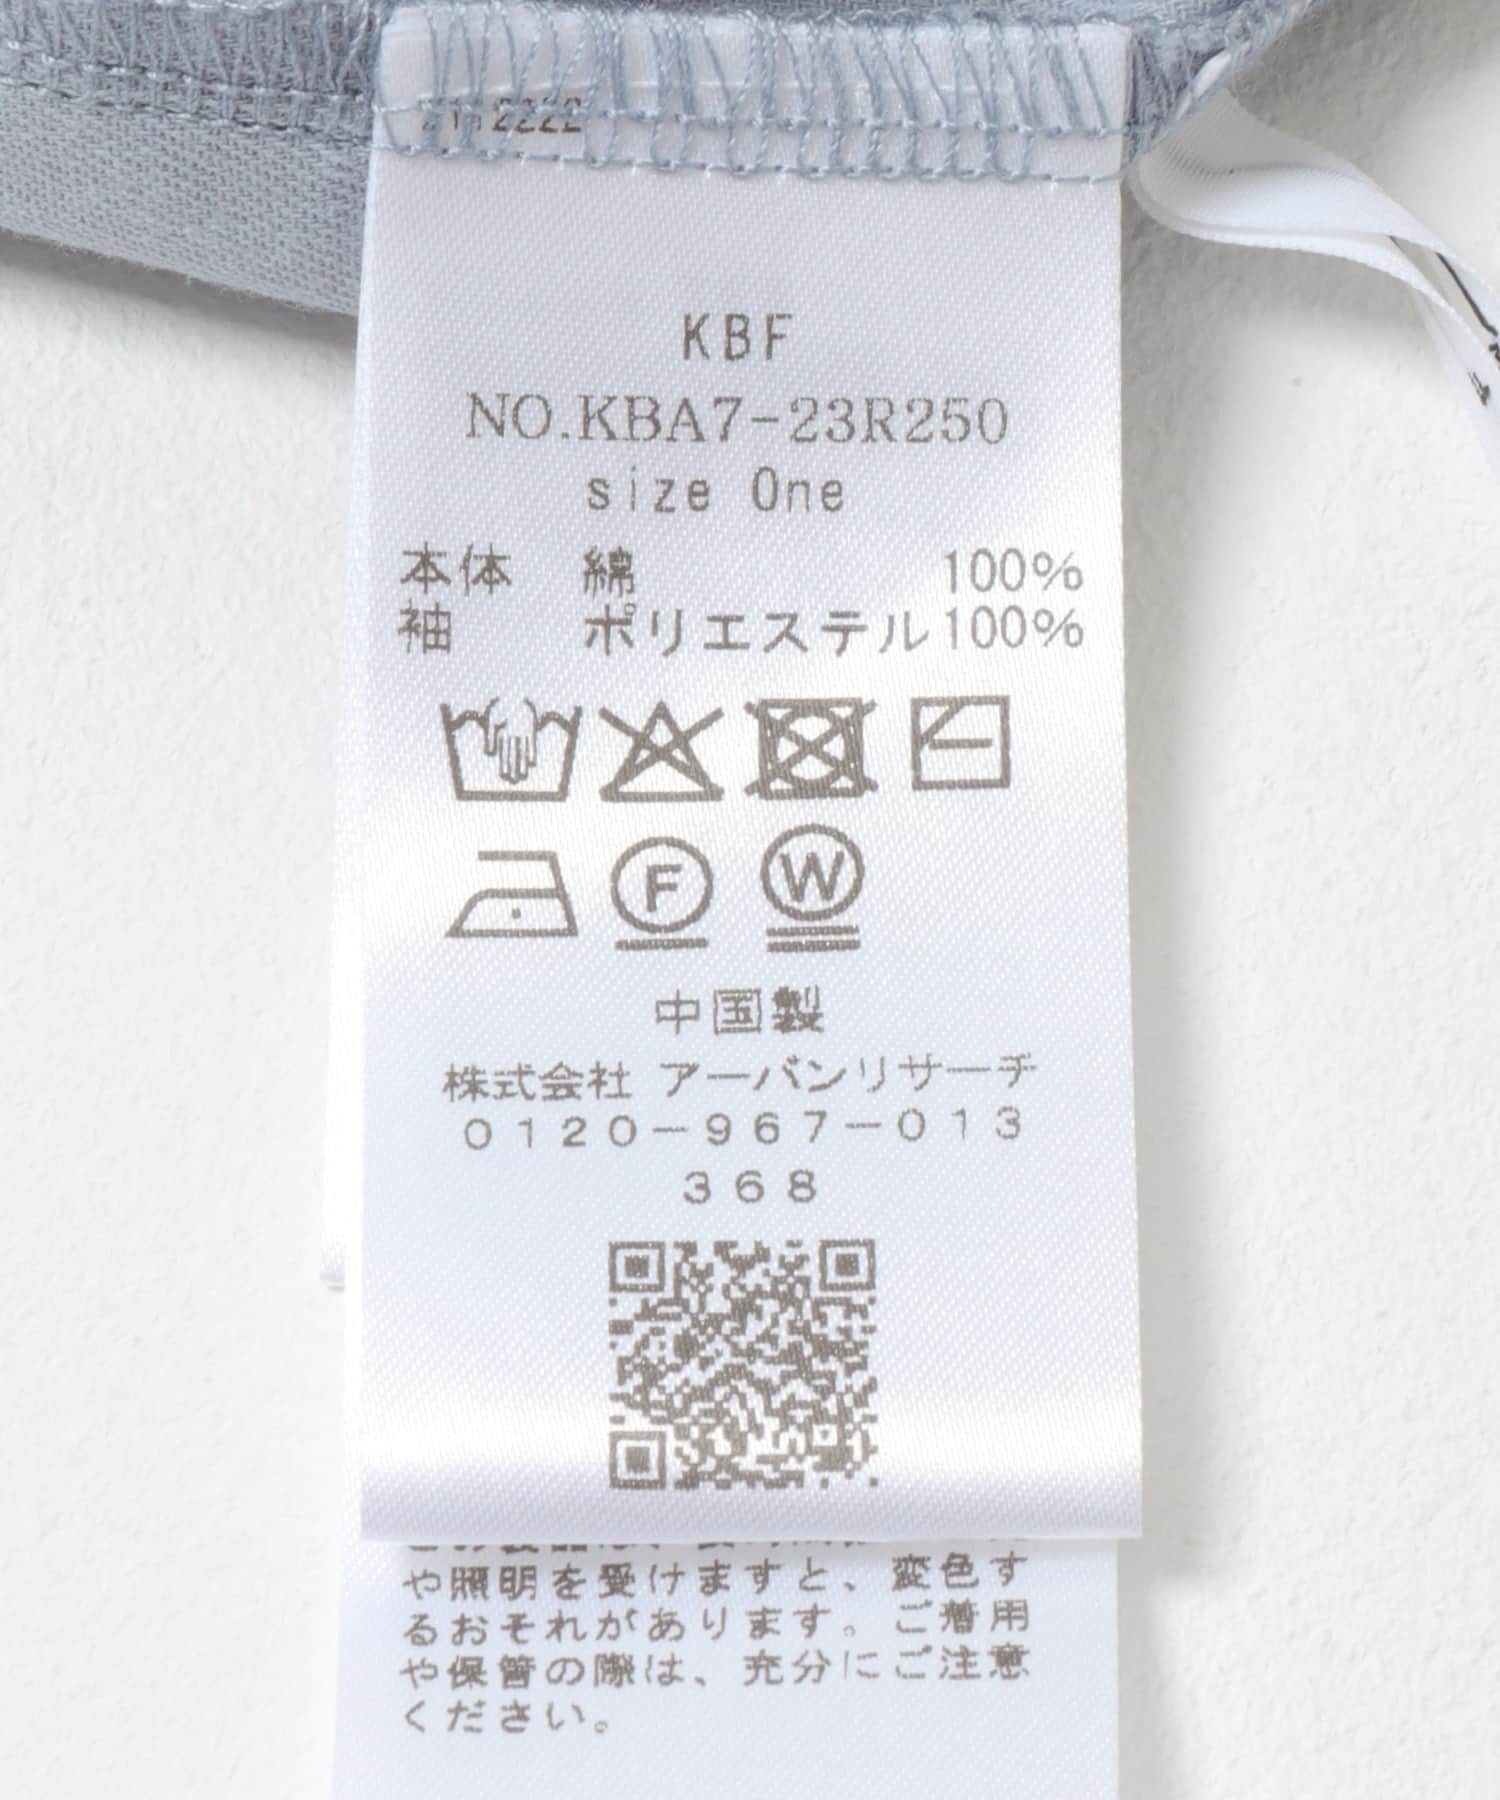 KBF
NO.KBA7-23R250
size One
本体 綿 100%
袖 ポリエステル100%
F W
中国製
株式会社 アーバンリサーチ
0120-967-013
368
や照明を受けますと、変色す
るおそれがあります。ご着用
や保管の際は、充分にご注意
ください。